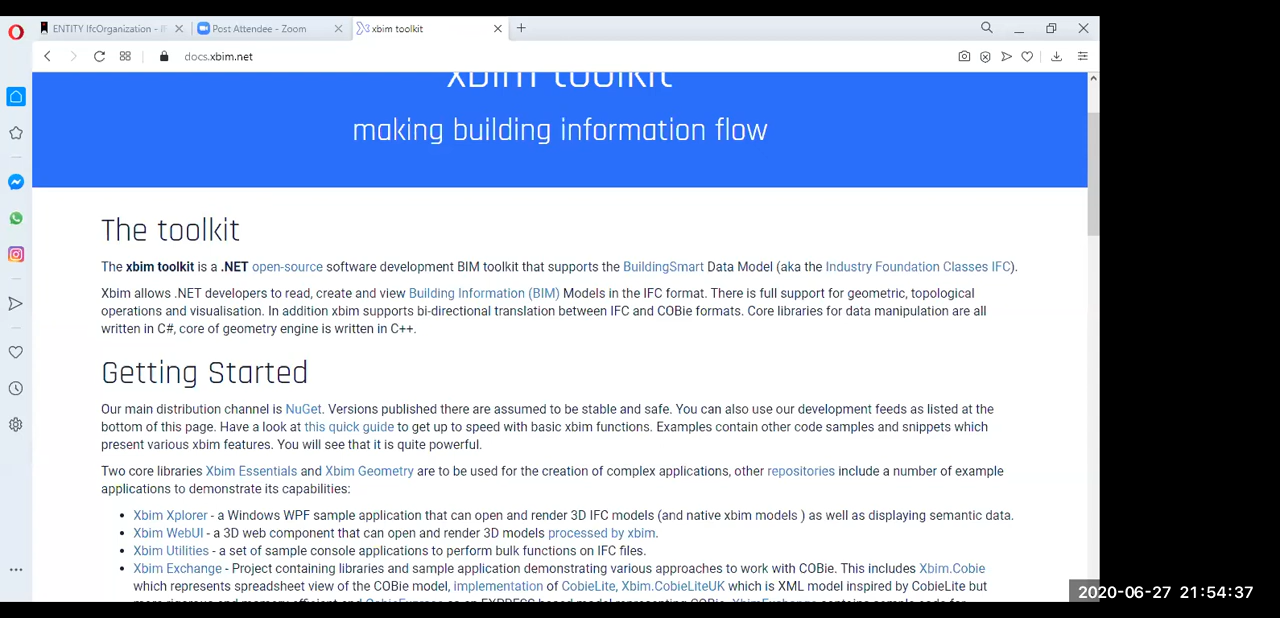 ENTITY IfcOrganization - I
Post Attendee - Zoom
xbim toolkit
docs.xbim.net
xbim toolkit
making building information flow
The toolkit
The xbim toolkit is a .NET open-source software development BIM toolkit that supports the BuildingSmart Data Model (aka the Industry Foundation Classes IFC).
Xbim allows .NET developers to read, create and view Building Information (BIM) Models in the IFC format. There is full support for geometric, topological
operations and visualisation. In addition xbim supports bi-directional translation between IFC and COBie formats. Core libraries for data manipulation are all
written in C#, core of geometry engine is written in C++.
Getting Started
Our main distribution channel is NuGet. Versions published there are assumed to be stable and safe. You can also use our development feeds as listed at the
bottom of this page. Have a look at this quick guide to get up to speed with basic xbim functions. Examples contain other code samples and snippets which
present various xbim features. You will see that it is quite powerful.
Two core libraries Xbim Essentials and Xbim Geometry are to be used for the creation of complex applications, other repositories include a number of example
applications to demonstrate its capabilities:
• Xbim Xplorer - a Windows WPF sample application that can open and render 3D IFC models (and native xbim models ) as well as displaying semantic data.
• Xbim WebUI - a 3D web component that can open and render 3D models processed by xbim.
• Xbim Utilities - a set of sample console applications to perform bulk functions on IFC files.
• Xbim Exchange - Project containing libraries and sample application demonstrating various approaches to work with COBie. This includes Xbim.Cobie
which represents spreadsheet view of the COBie model, implementation of CobieLite, Xbim.CobieLiteUK which is XML model inspired by CobieLite but
2020-06-27 21:54:37